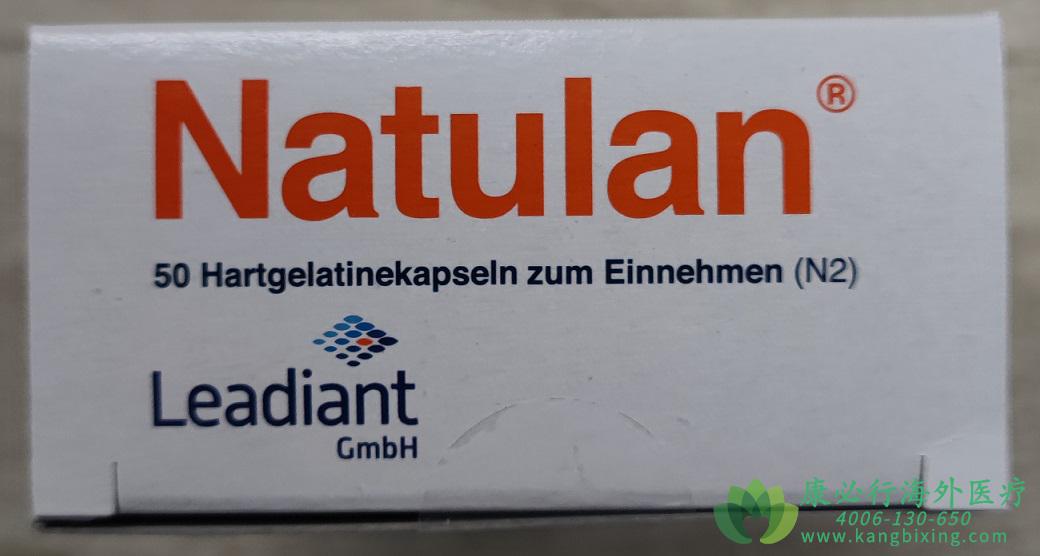 Natulan®
50 Hartgelatinekapseln zum Einnehmen (N2)
Leadiant
GmbH
康必行海外医疗
4006-130-650
www.kangbixing.com